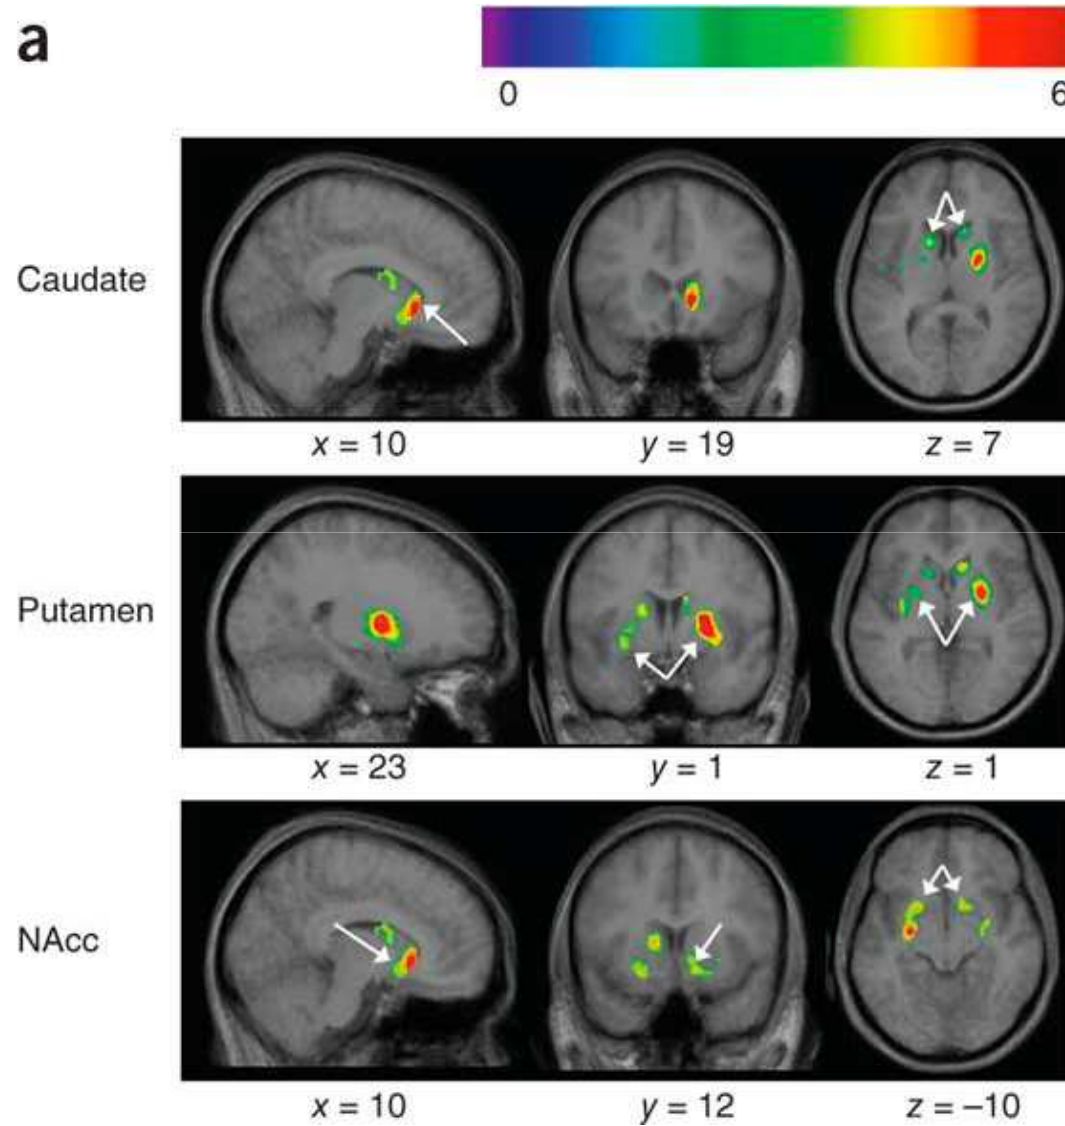 a
0 6
Caudate
x = 10 y = 19 z = 7
Putamen
x = 23 y = 1 z = 1
NAcc
x = 10 y = 12 z = –10